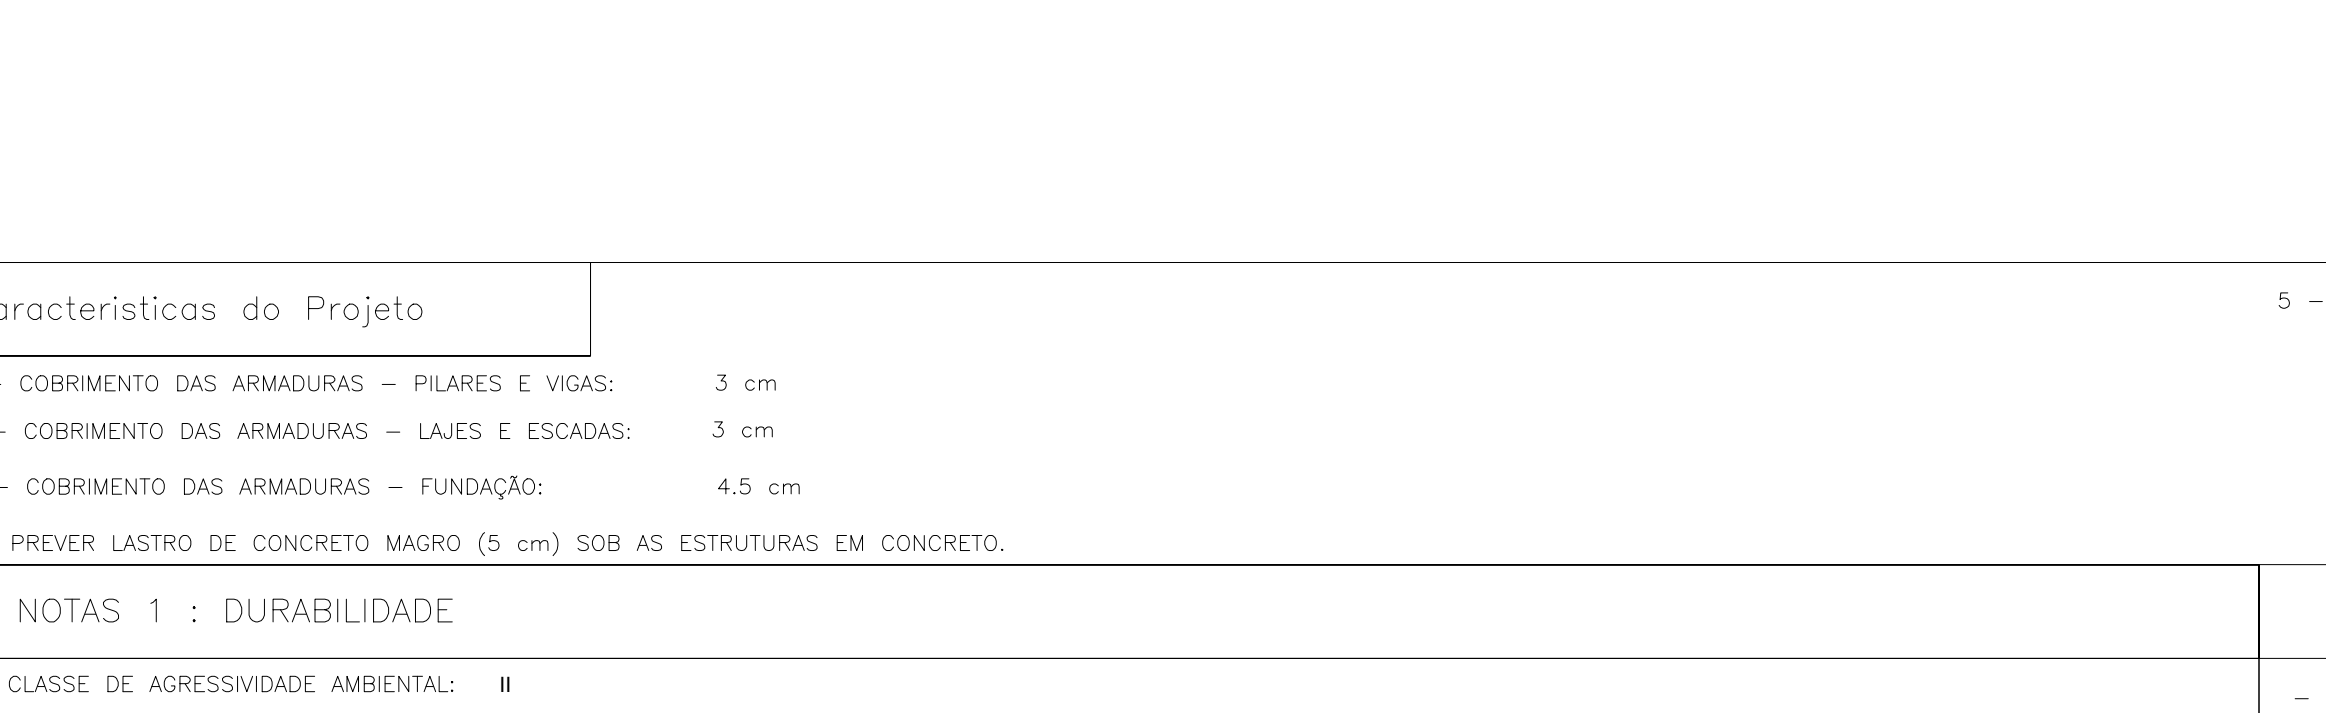 aracteristicas do Projeto
5 –
– COBRIMENTO DAS ARMADURAS – PILARES E VIGAS: 3 cm
– COBRIMENTO DAS ARMADURAS – LAJES E ESCADAS: 3 cm
– COBRIMENTO DAS ARMADURAS – FUNDAÇÃO: 4.5 cm
PREVER LASTRO DE CONCRETO MAGRO (5 cm) SOB AS ESTRUTURAS EM CONCRETO.
NOTAS 1 : DURABILIDADE
CLASSE DE AGRESSIVIDADE AMBIENTAL: II
–